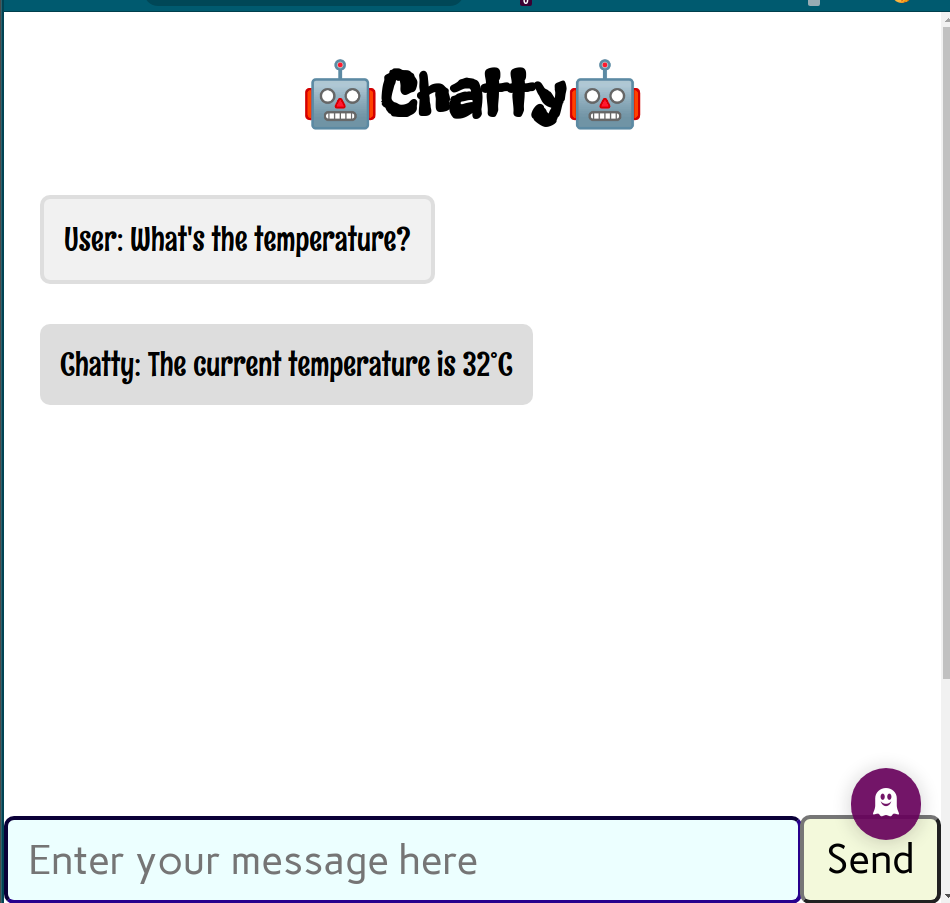 Chatty
User: What's the temperature?
Chatty: The current temperature is 32°C
Enter your message here
Send